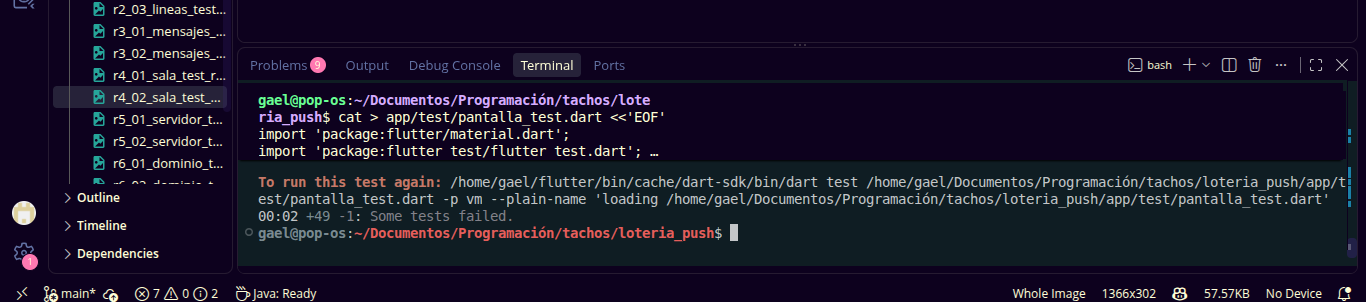 r2_03_lineas_test...
r3_01_mensajes_...
r3_02_mensajes_...
r4_01_sala_test_r...
r4_02_sala_test_...
r5_01_servidor_t...
r5_02_servidor_t...
r6_01_dominio_t...
Outline
Timeline
Dependencies
1
Problems 9 Output Debug Console Terminal Ports
bash
gael@pop-os:~/Documentos/Programación/tachos/lote
ria_push$ cat > app/test/pantalla_test.dart <<'EOF'
import 'package:flutter/material.dart';
import 'package:flutter_test/flutter_test.dart'; …
To run this test again: /home/gael/flutter/bin/cache/dart-sdk/bin/dart test /home/gael/Documentos/Programación/tachos/loteria_push/app/t
est/pantalla_test.dart -p vm --plain-name 'loading /home/gael/Documentos/Programación/tachos/loteria_push/app/test/pantalla_test.dart'
00:02 +49 -1: Some tests failed.
gael@pop-os:~/Documentos/Programación/tachos/loteria_push$
main* 7 0 2 Java: Ready Whole Image 1366x302 57.57KB No Device